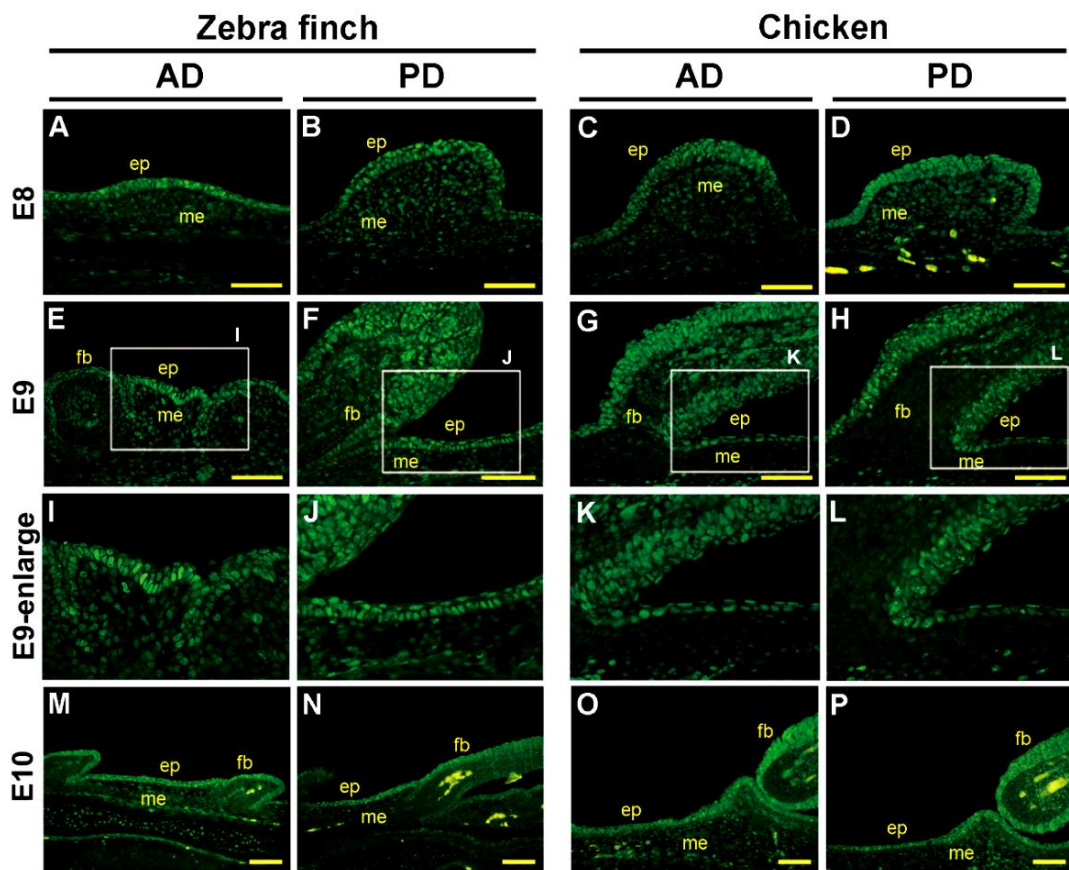 Zebra finch Chicken
AD PD AD PD
E8
A ep me
B ep me
C ep me
D ep me
E9
E fb ep me I
F fb ep me J
G fb ep me K
H fb me L
E9-enlarge
I J K L
E10
M ep me fb
N ep me fb
O ep me fb
P ep me fb